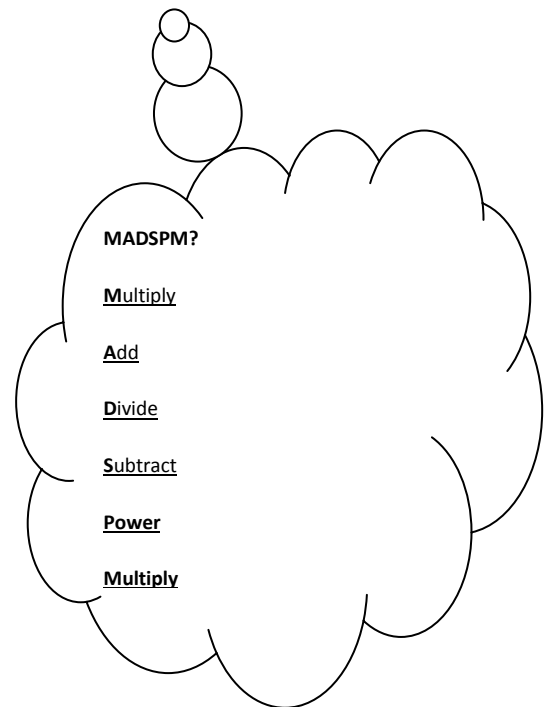 MADSPM?
Multiply
Add
Divide
Subtract
Power
Multiply